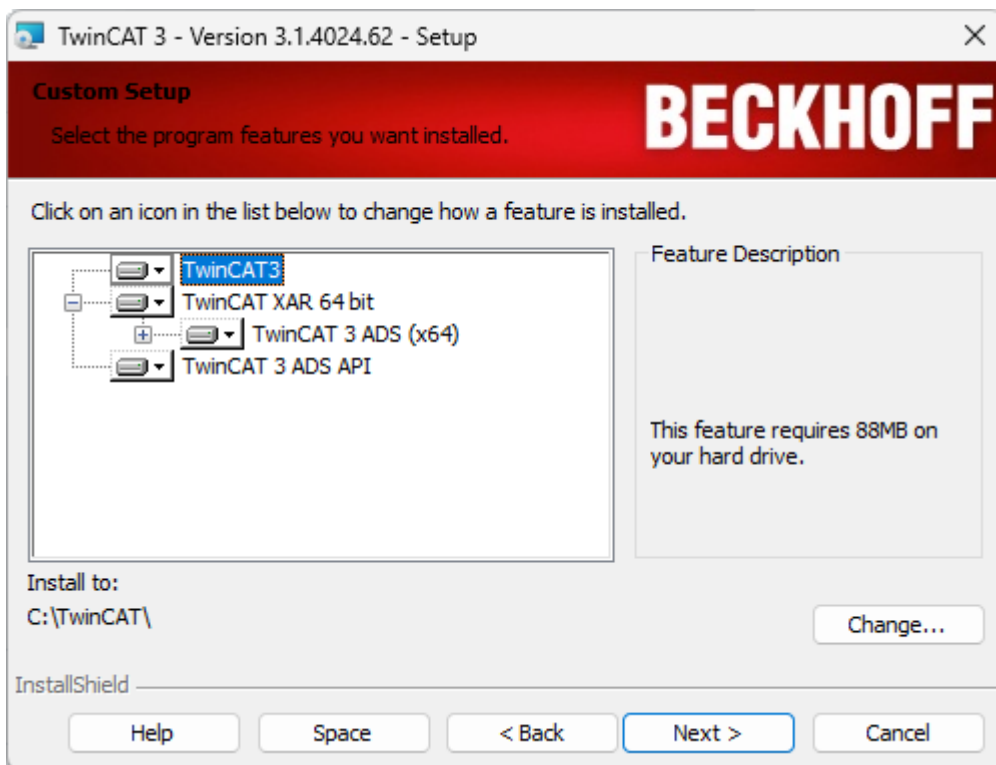 TwinCAT 3 - Version 3.1.4024.62 - Setup
Custom Setup
Select the program features you want installed.
BECKHOFF
Click on an icon in the list below to change how a feature is installed.
TwinCAT3
TwinCAT XAR 64 bit
TwinCAT 3 ADS (x64)
TwinCAT 3 ADS API
Feature Description
This feature requires 88MB on
your hard drive.
Install to:
C:\TwinCAT\
Change...
InstallShield
Help
Space
< Back
Next >
Cancel